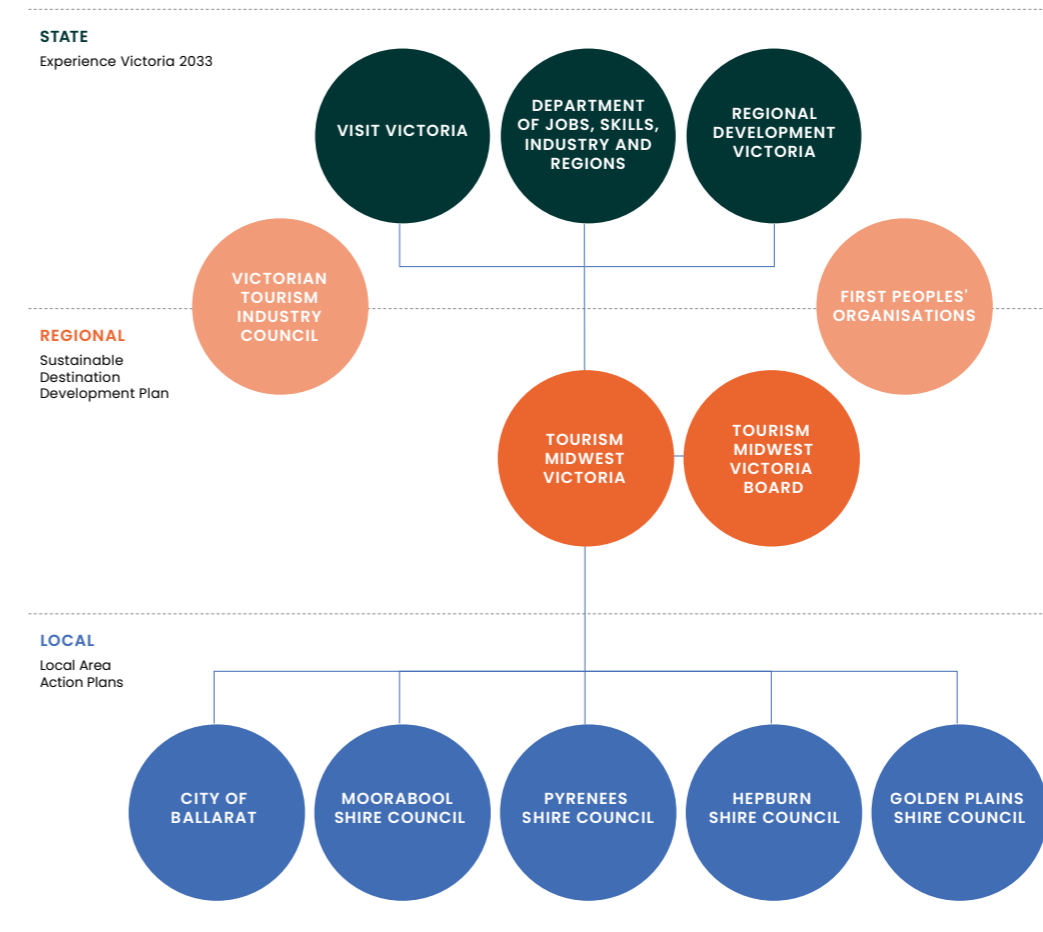 STATE
Experience Victoria 2033
VISIT VICTORIA
DEPARTMENT
OF JOBS, SKILLS,
INDUSTRY AND
REGIONS
REGIONAL
DEVELOPMENT
VICTORIA
VICTORIAN
TOURISM
INDUSTRY
COUNCIL
FIRST PEOPLES'
ORGANISATIONS
REGIONAL
Sustainable
Destination
Development Plan
TOURISM
MIDWEST
VICTORIA
TOURISM
MIDWEST
VICTORIA
BOARD
LOCAL
Local Area
Action Plans
CITY OF
BALLARAT
MOORABOOL
SHIRE COUNCIL
PYRENEES
SHIRE COUNCIL
HEPBURN
SHIRE COUNCIL
GOLDEN PLAINS
SHIRE COUNCIL